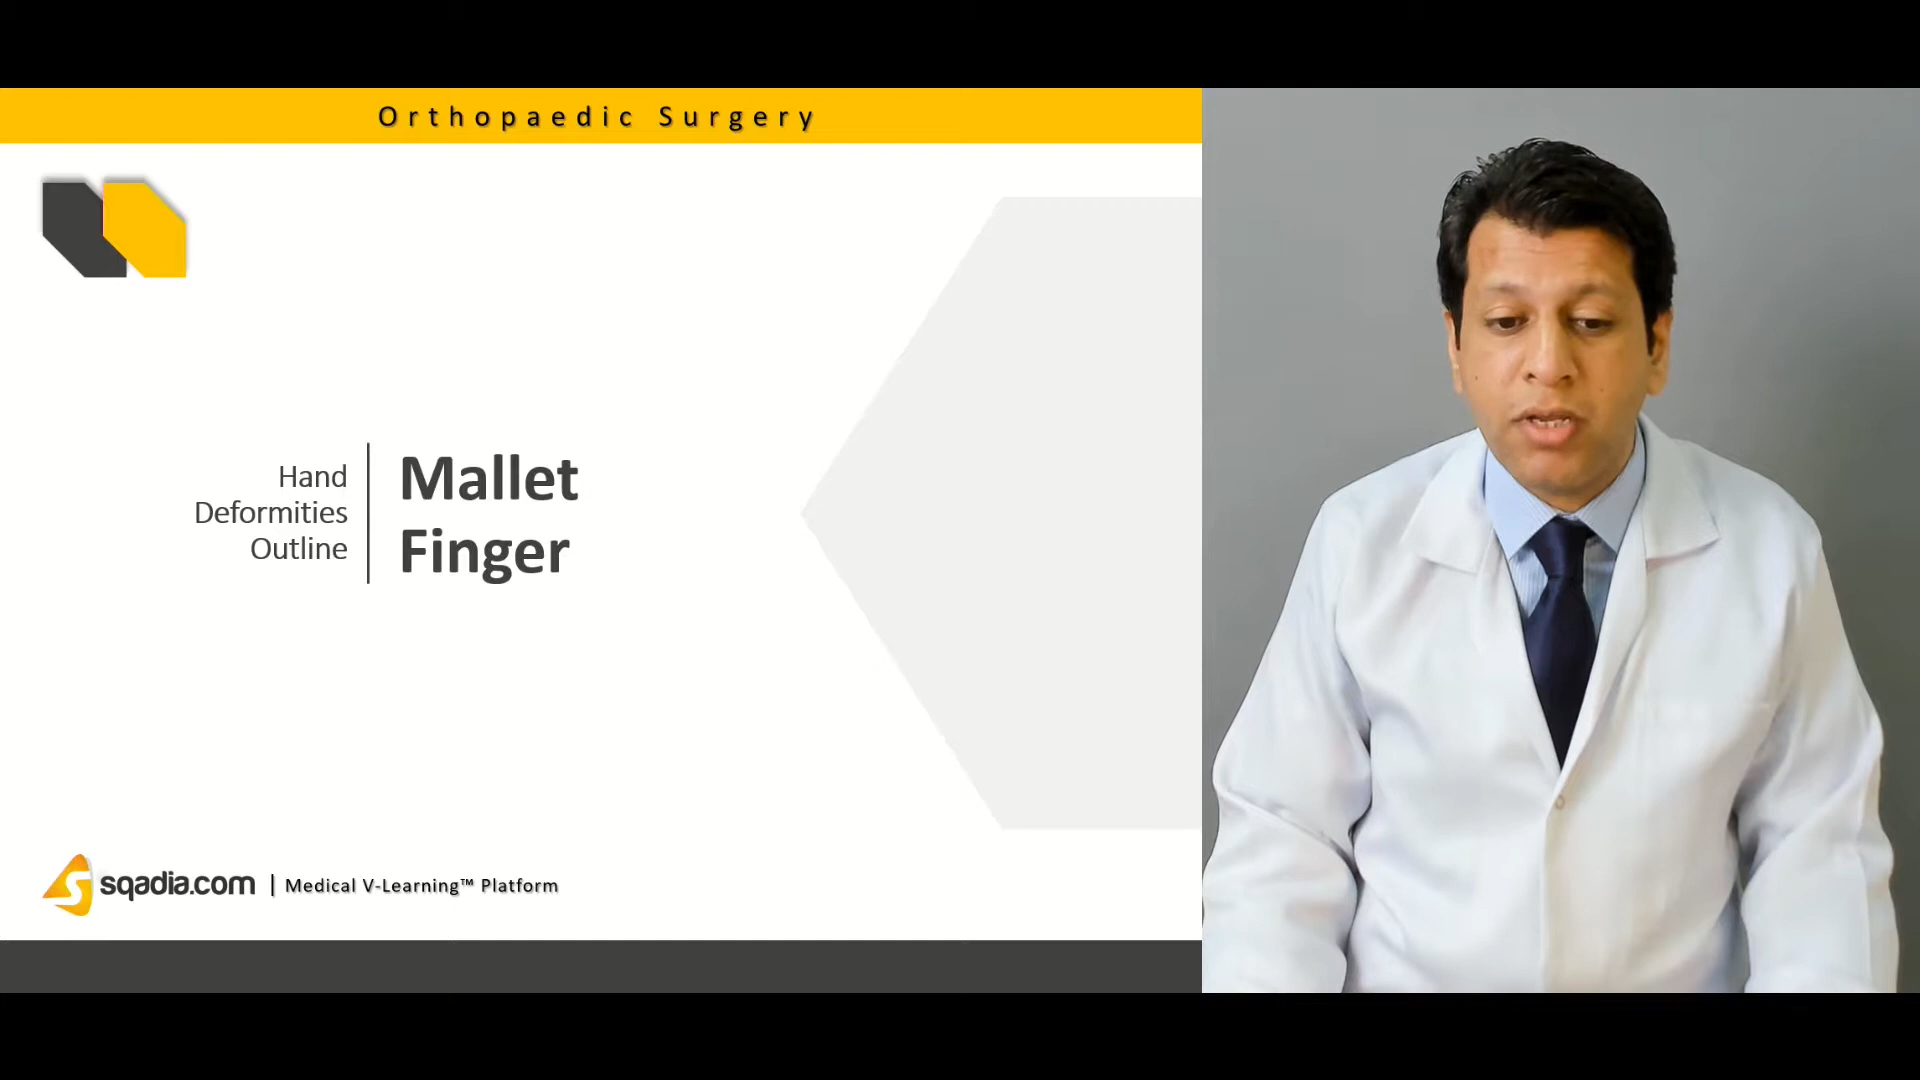 Orthopaedic Surgery
Hand
Deformities
Outline
Mallet
Finger
sqadia.com | Medical V-Learning™ Platform